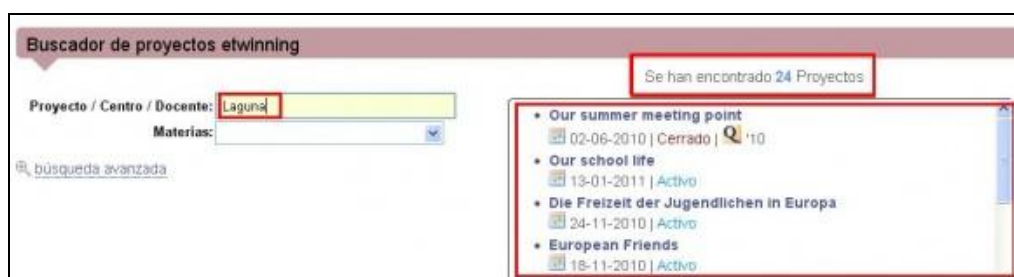 Buscador de proyectos etwinning
Proyecto / Centro / Docente: Laguna
Materias:
búsqueda avanzada
Se han encontrado 24 Proyectos
• Our summer meeting point
02-06-2010 | Cerrado | Q '10
• Our school life
13-01-2011 | Activo
• Die Freizeit der Jugendlichen in Europa
24-11-2010 | Activo
• European Friends
18-11-2010 | Activo